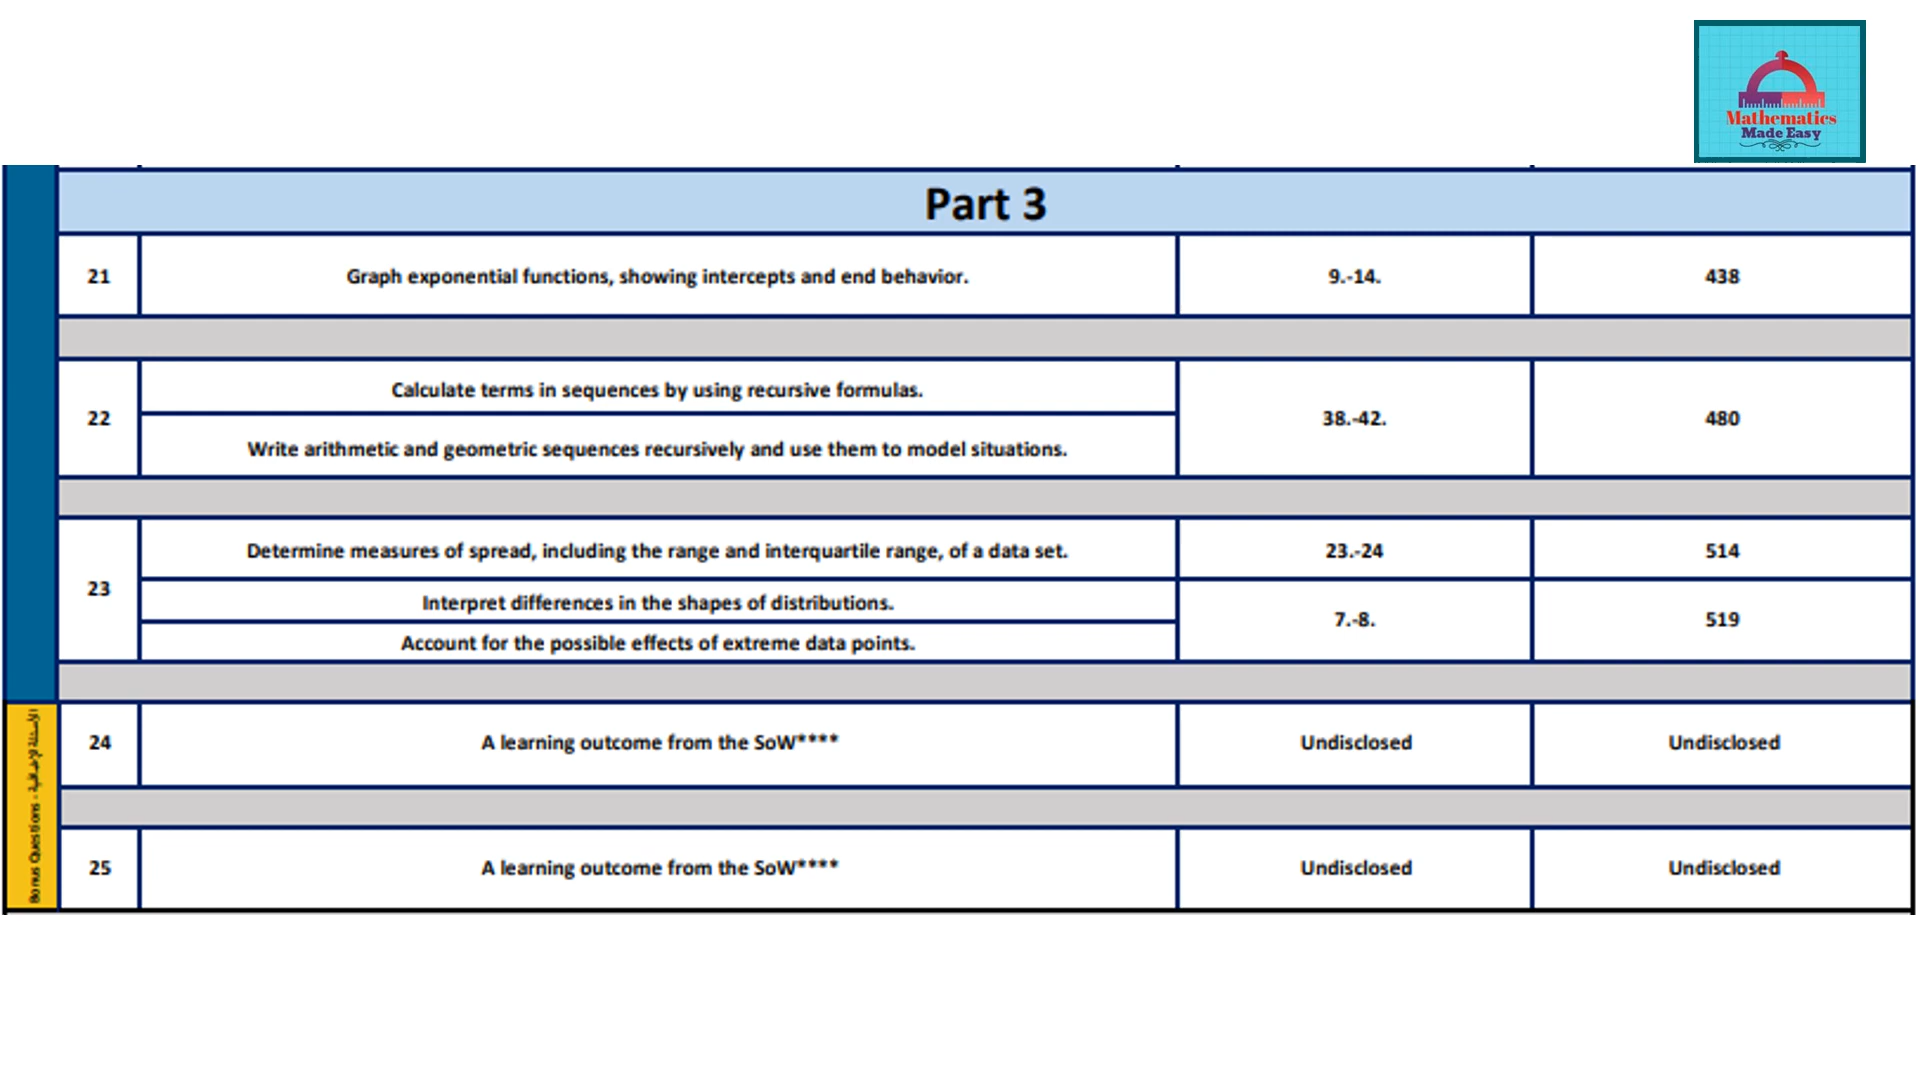 Mathematics
Made Easy
Part 3
21
Graph exponential functions, showing intercepts and end behavior.
9.-14.
438
22
Calculate terms in sequences by using recursive formulas.
Write arithmetic and geometric sequences recursively and use them to model situations.
38.-42.
480
23
Determine measures of spread, including the range and interquartile range, of a data set.
23.-24
514
Interpret differences in the shapes of distributions.
Account for the possible effects of extreme data points.
7.-8.
519
Bonus Questions - الأسئلة الإضافية
24
A learning outcome from the SoW****
Undisclosed
Undisclosed
25
A learning outcome from the SoW****
Undisclosed
Undisclosed